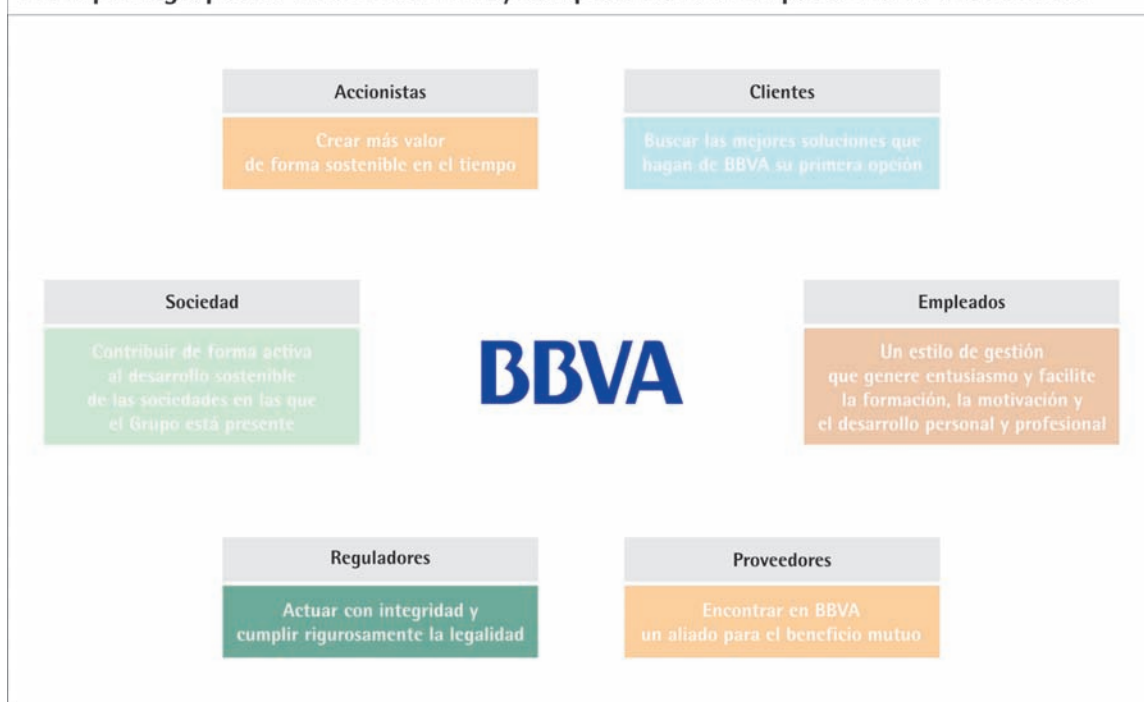 Accionistas
Crear más valor
de forma sostenible en el tiempo
Clientes
Buscar las mejores soluciones que
hagan de BBVA su primera opción
Sociedad
Contribuir de forma activa
al desarrollo sostenible
de las sociedades en las que
el Grupo está presente
BBVA
Empleados
Un estilo de gestión
que genere entusiasmo y facilite
la formación, la motivación y
el desarrollo personal y profesional
Reguladores
Actuar con integridad y
cumplir rigurosamente la legalidad
Proveedores
Encontrar en BBVA
un aliado para el beneficio mutuo